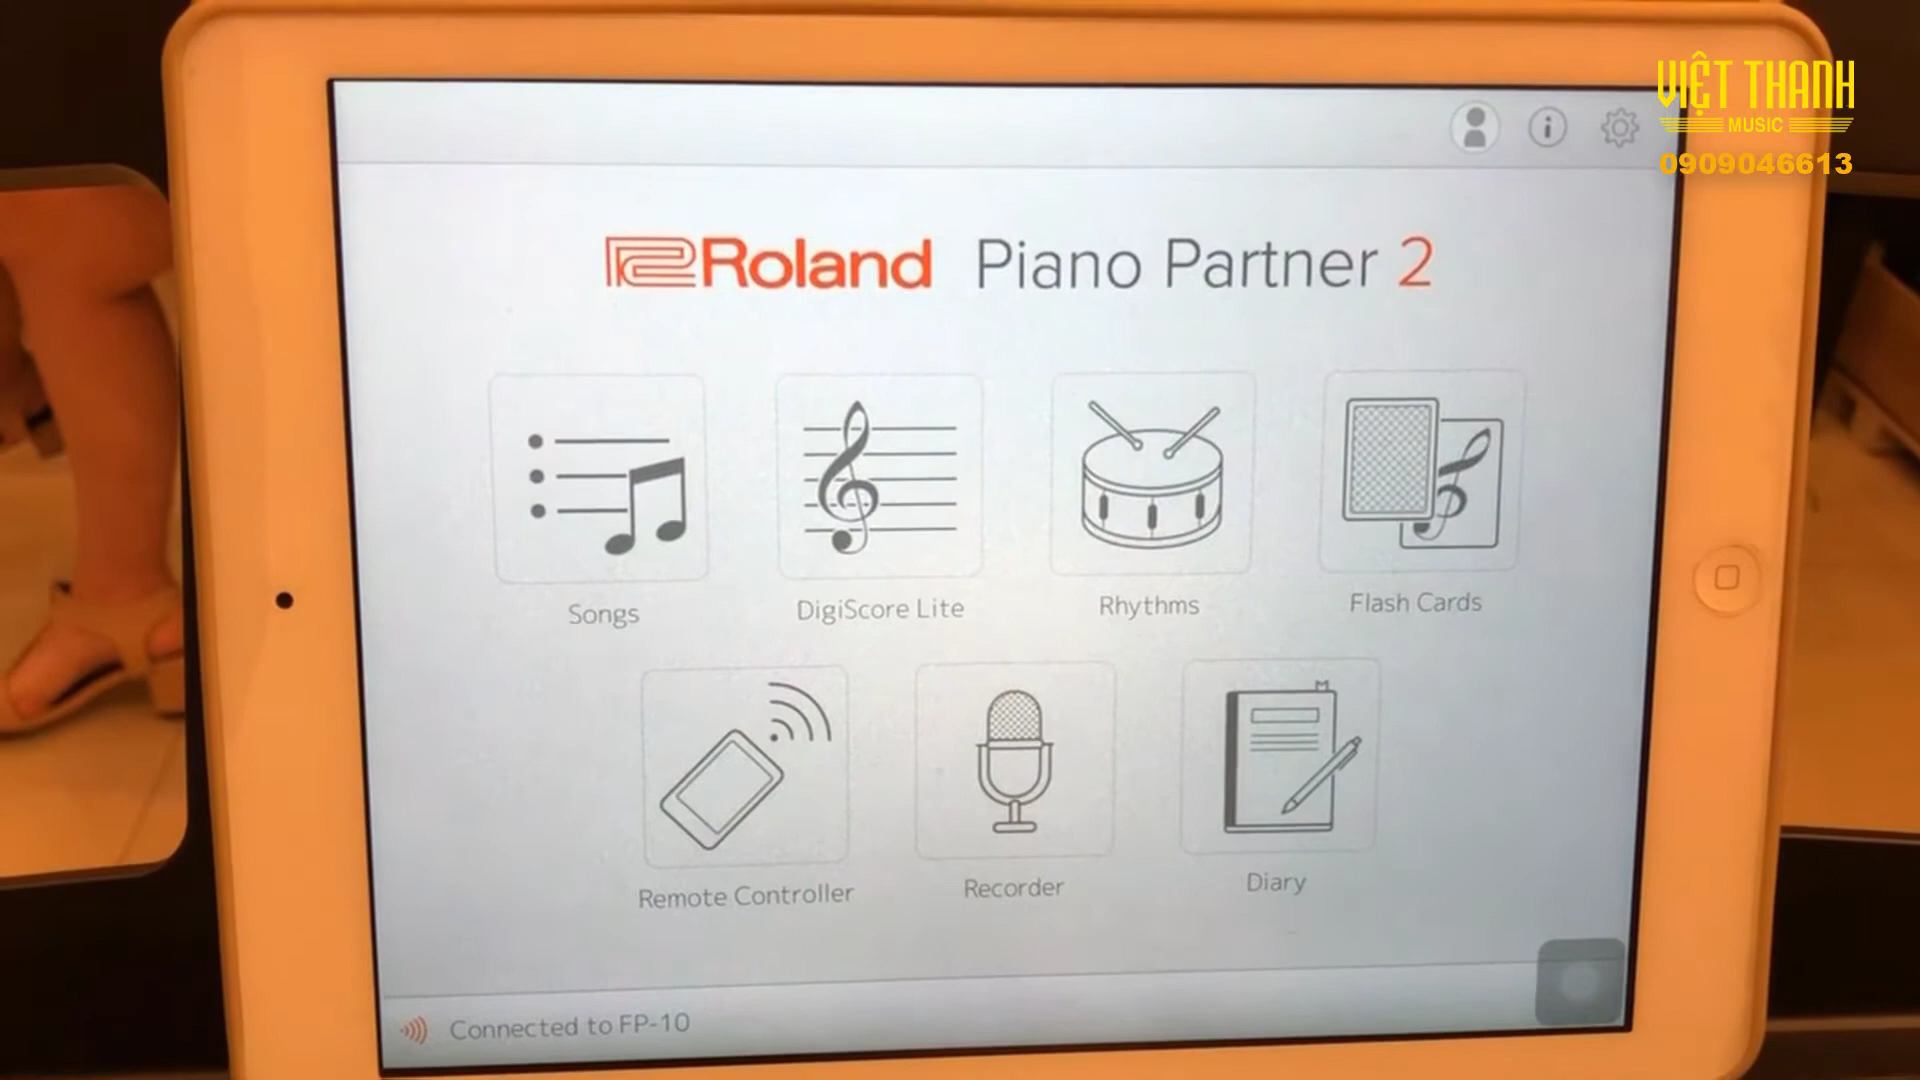 VIỆT THANH
MUSIC
0909046613
Roland Piano Partner 2
Songs
DigiScore Lite
Rhythms
Flash Cards
Remote Controller
Recorder
Diary
Connected to FP-10